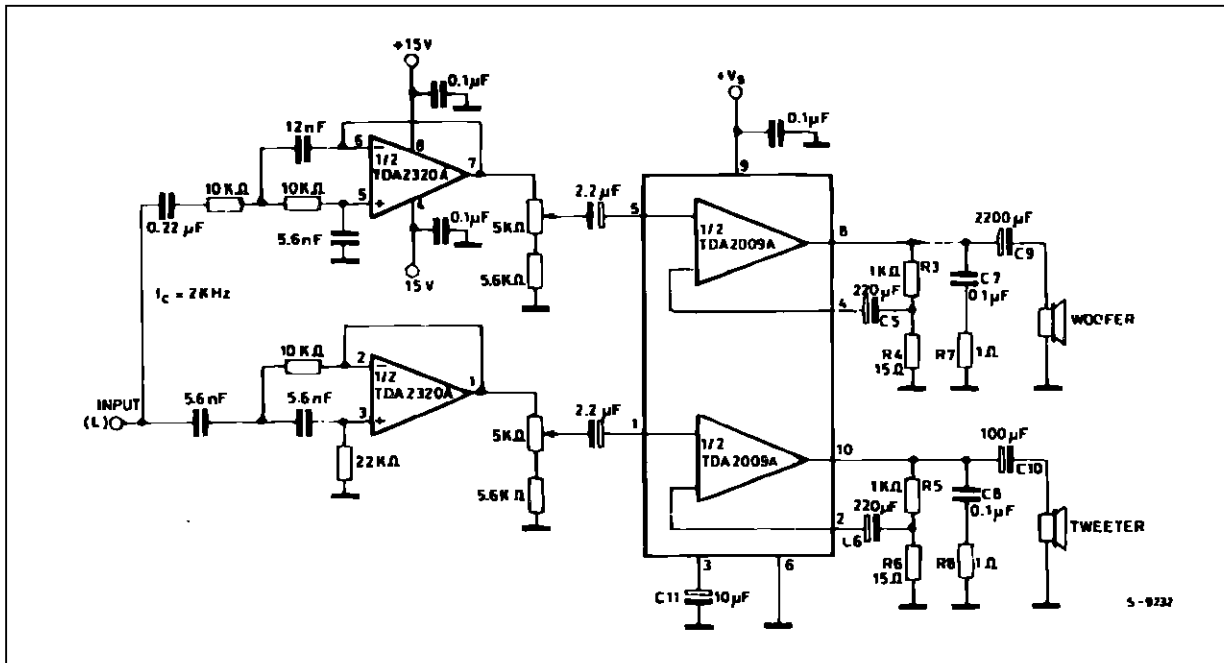 +15V
0.1µF
+Vs
0.1µF
12nF
6
8
7
1/2
TDA2320A
10KΩ
10KΩ
5
0.22µF
5.6nF
0.1µF
15V
5KΩ
5.6KΩ
2.2µF
9
5
1/2
TDA2009A
8
4
220µF
C5
1KΩ
R3
R4
15Ω
C7
0.1µF
R7
1Ω
2200µF
C9
WOOFER
fc = 2KHz
INPUT
(L)
5.6nF
10KΩ
5.6nF
2
1
3
1/2
TDA2320A
22KΩ
5KΩ
5.6KΩ
2.2µF
1
1/2
TDA2009A
10
2
220µF
1KΩ
R5
R6
15Ω
C8
0.1µF
R8
1Ω
100µF
C10
TWEETER
3
6
C11
10µF
S-9232